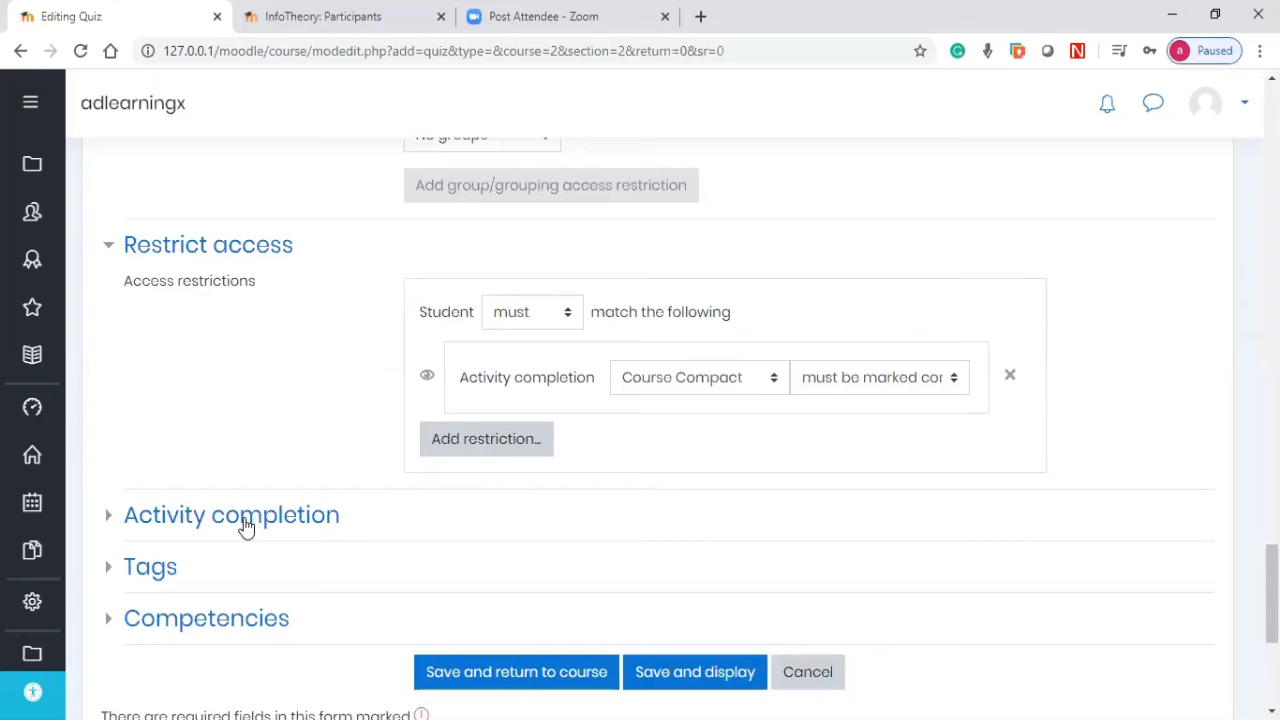 Editing Quiz
InfoTheory: Participants
Post Attendee - Zoom
127.0.0.1/moodle/course/modedit.php?add=quiz&type=&course=2&section=2&return=0&sr=0
a Paused
adlearningx
No groups
Add group/grouping access restriction
Restrict access
Access restrictions
Student must match the following
Activity completion Course Compact must be marked cor
Add restriction...
Activity completion
Tags
Competencies
Save and return to course Save and display Cancel
There are required fields in this form marked